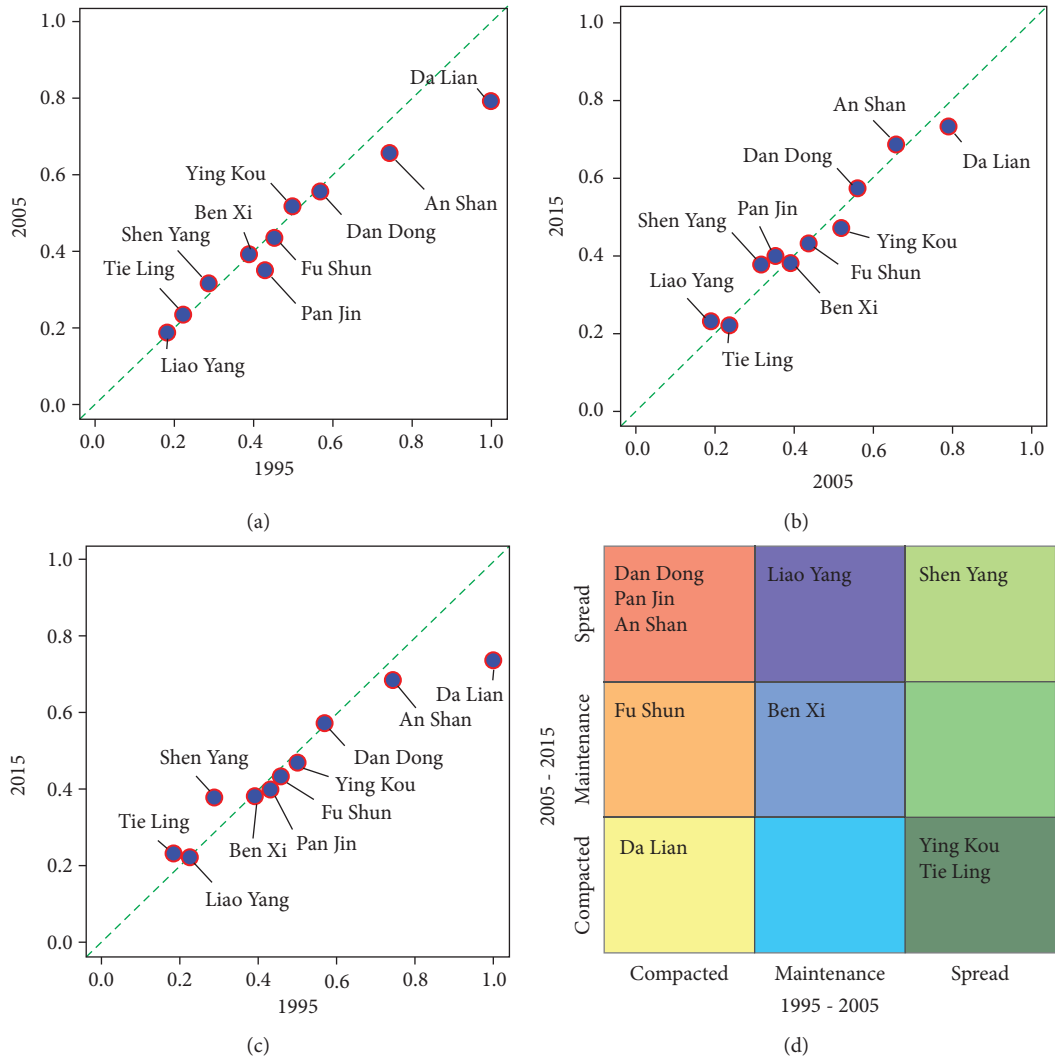 1.0
0.8
0.6
0.4
0.2
0.0
2005
Da Lian
An Shan
Ying Kou
Dan Dong
Ben Xi
Shen Yang
Fu Shun
Tie Ling
Pan Jin
Liao Yang
0.0 0.2 0.4 0.6 0.8 1.0
1995
(a)
1.0
0.8
0.6
0.4
0.2
0.0
2015
An Shan
Da Lian
Dan Dong
Pan Jin
Shen Yang
Ying Kou
Fu Shun
Liao Yang
Ben Xi
Tie Ling
0.0 0.2 0.4 0.6 0.8 1.0
2005
(b)
1.0
0.8
0.6
0.4
0.2
0.0
2015
Da Lian
An Shan
Dan Dong
Shen Yang
Ying Kou
Fu Shun
Tie Ling
Pan Jin
Ben Xi
Liao Yang
0.0 0.2 0.4 0.6 0.8 1.0
1995
(c)
2005 - 2015
Spread
Maintenance
Compacted
Dan Dong
Pan Jin
An Shan
Liao Yang
Shen Yang
Fu Shun
Ben Xi
Da Lian
Ying Kou
Tie Ling
Compacted Maintenance Spread
1995 - 2005
(d)